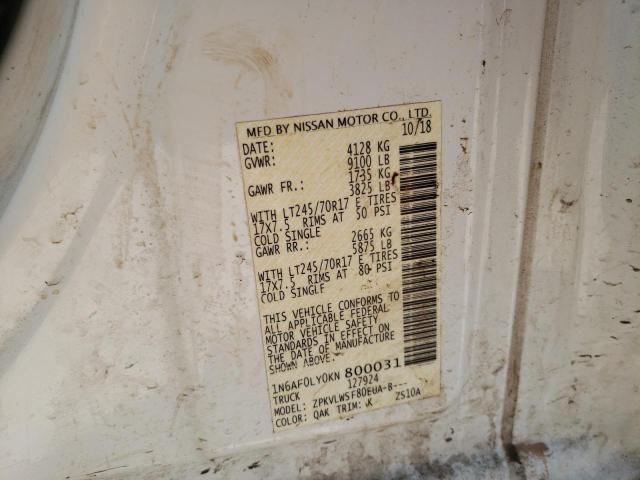 MFD BY NISSAN MOTOR CO., LTD.
DATE: 10/18
GVWR: 4128 KG
9100 LB
GAWR FR.: 1735 KG
3825 LB
WITH LT245/70R17 E TIRES
17X7.5 RIMS AT 50 PSI
COLD SINGLE
GAWR RR.: 2665 KG
5875 LB
WITH LT245/70R17 E TIRES
17X7.5 RIMS AT 80 PSI
COLD SINGLE
THIS VEHICLE CONFORMS TO
ALL APPLICABLE FEDERAL
MOTOR VEHICLE SAFETY
STANDARDS IN EFFECT ON
DATE OF MANUFACTURE
SHOWN ABOVE.
1N6AF0LY0KN 800031
TRUCK 127924
MODEL: ZPKVLWSF80EUA-B---
COLOR: QAK TRIM: K ZS10A